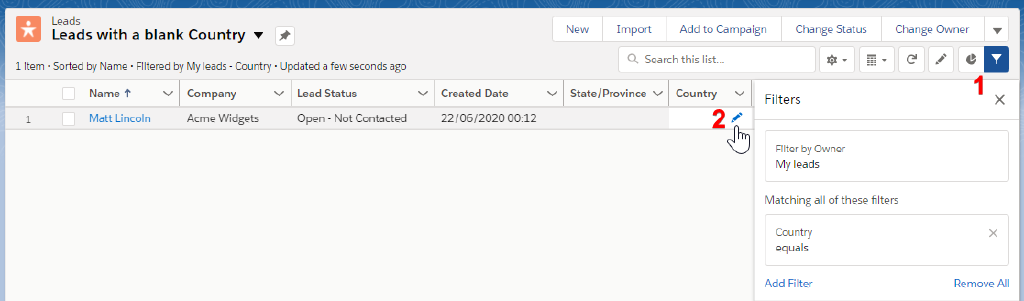 Leads
Leads with a blank Country
New Import Add to Campaign Change Status Change Owner
1 Item • Sorted by Name • Filtered by My leads - Country • Updated a few seconds ago
Search this list...
1
Name Company Lead Status Created Date State/Province Country
1 Matt Lincoln Acme Widgets Open - Not Contacted 22/06/2020 00:12
2
Filters
Filter by Owner
My leads
Matching all of these filters
Country
equals
Add Filter Remove All